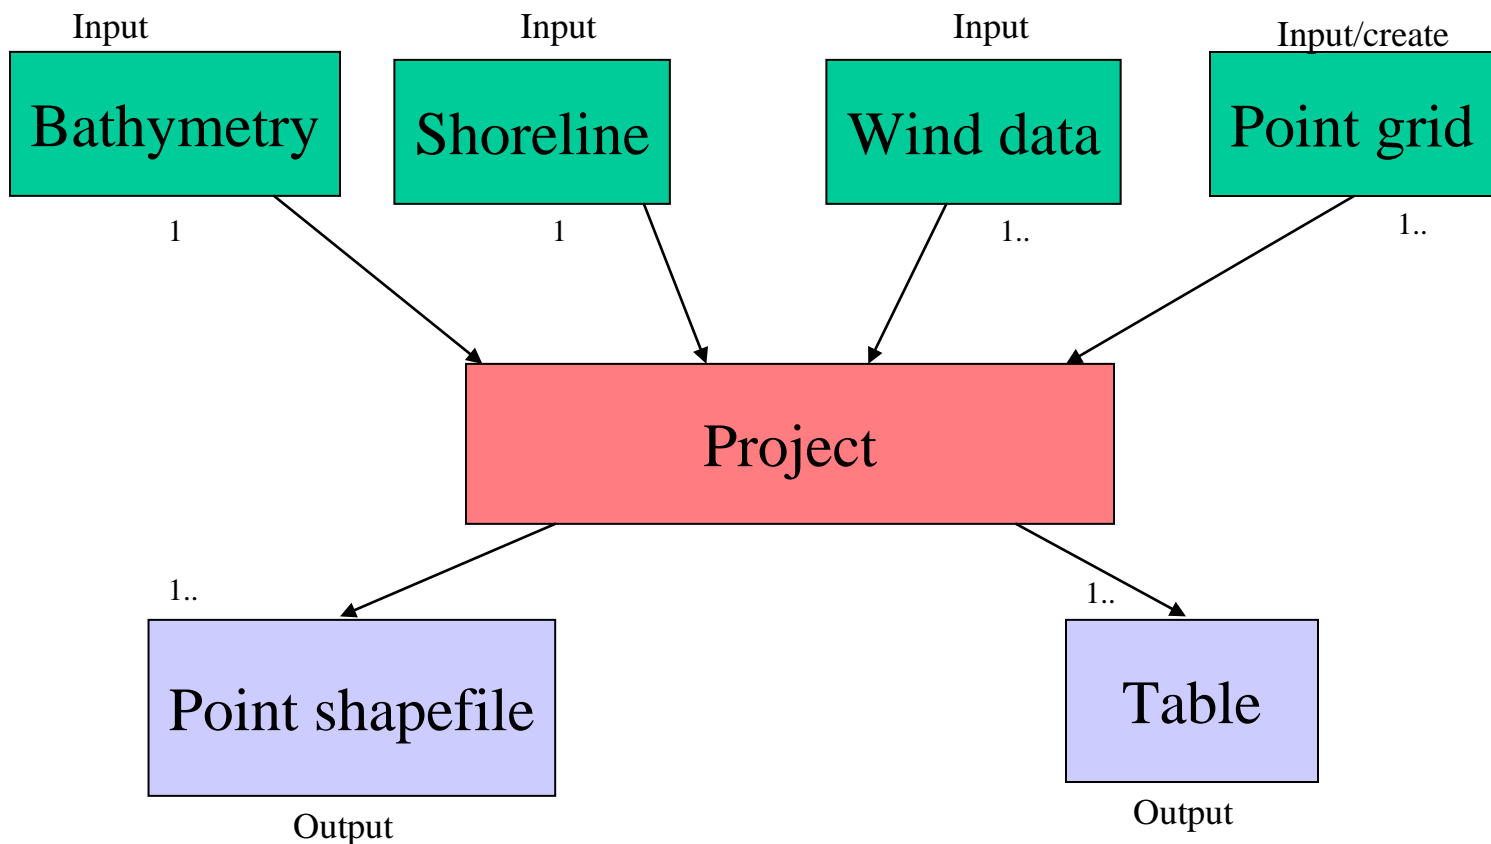 Input
Input
Input
Input/create
Bathymetry
Shoreline
Wind data
Point grid
1
1
1..
1..
Project
1..
1..
Point shapefile
Table
Output
Output